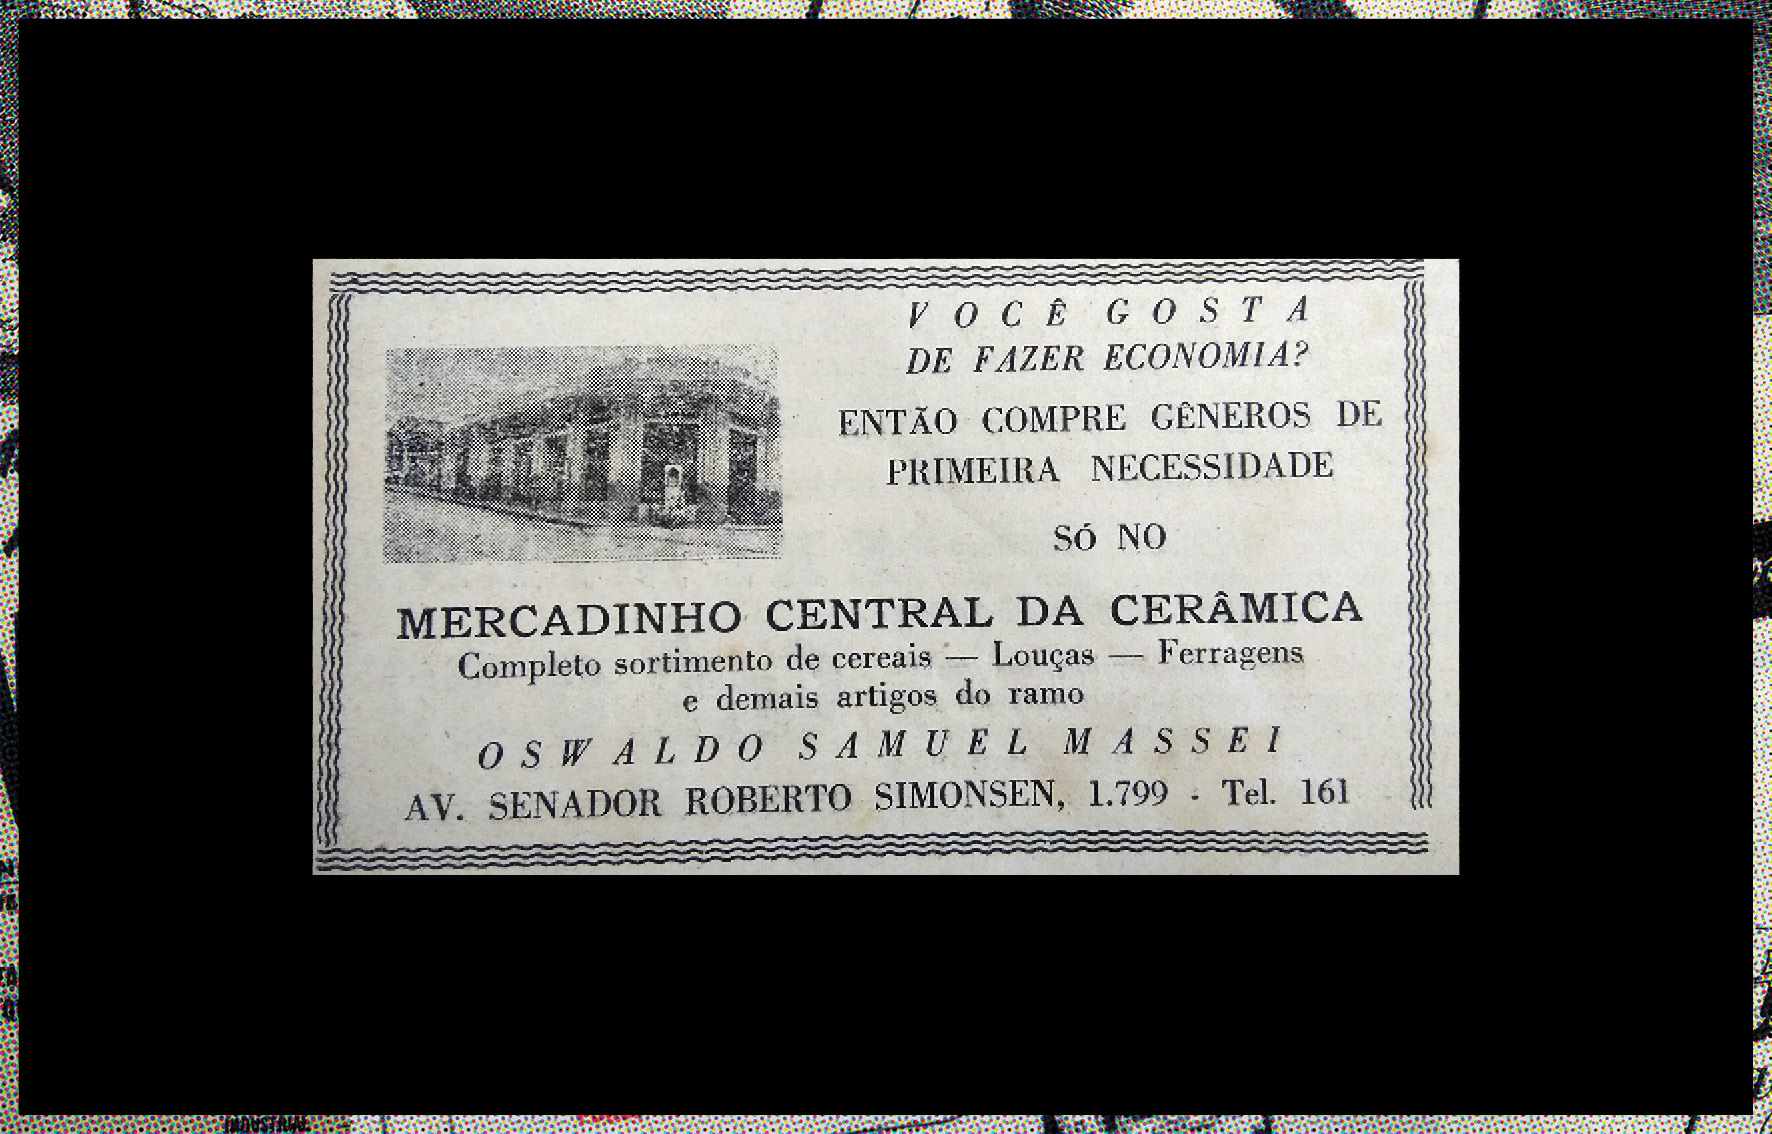 VOCÊ GOSTA
DE FAZER ECONOMIA?
ENTÃO COMPRE GÊNEROS DE
PRIMEIRA NECESSIDADE
SÓ NO
MERCADINHO CENTRAL DA CERÂMICA
Completo sortimento de cereais — Louças — Ferragens
e demais artigos do ramo
OSWALDO SAMUEL MASSEI
AV. SENADOR ROBERTO SIMONSEN, 1.799 - Tel. 161
INDUSTRIAL